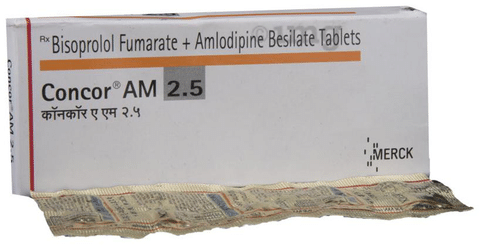 Rx Bisoprolol Fumarate + Amlodipine Besilate Tablets
Concor® AM 2.5
कॉनकॉर ए एम २.५
MERCK
Concor AM 2.5